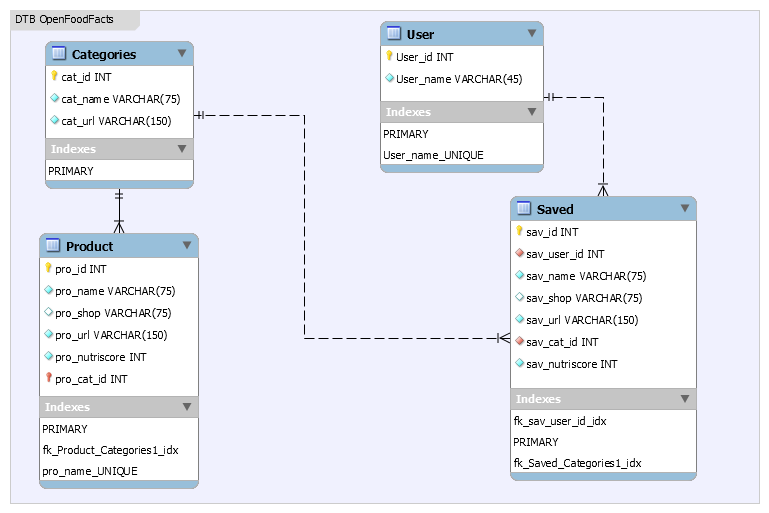 DTB OpenFoodFacts
Categories
cat_id INT
cat_name VARCHAR(75)
cat_url VARCHAR(150)
Indexes
PRIMARY
User
User_id INT
User_name VARCHAR(45)
Indexes
PRIMARY
User_name_UNIQUE
Product
pro_id INT
pro_name VARCHAR(75)
pro_shop VARCHAR(75)
pro_url VARCHAR(150)
pro_nutriscore INT
pro_cat_id INT
Indexes
PRIMARY
fk_Product_Categories1_idx
pro_name_UNIQUE
Saved
sav_id INT
sav_user_id INT
sav_name VARCHAR(75)
sav_shop VARCHAR(75)
sav_url VARCHAR(150)
sav_cat_id INT
sav_nutriscore INT
Indexes
fk_sav_user_id_idx
PRIMARY
fk_Saved_Categories1_idx